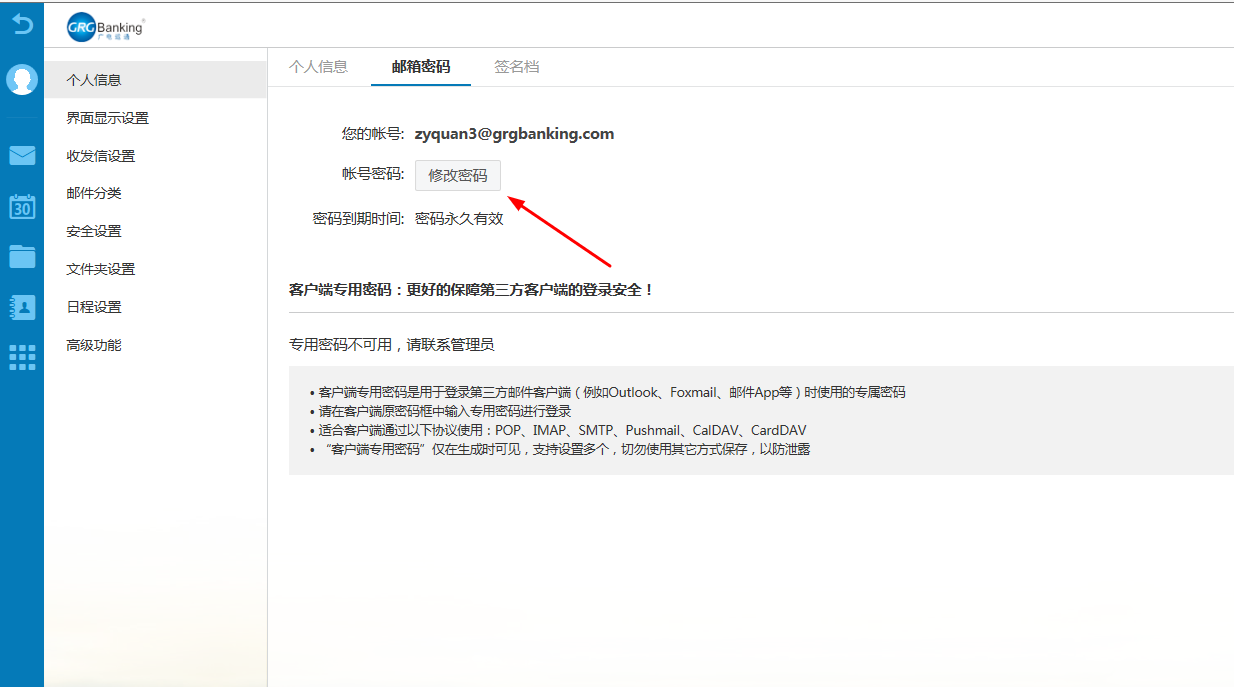 GRG Banking
广电运通
个人信息
界面显示设置
收发信设置
邮件分类
安全设置
文件夹设置
日程设置
高级功能
30
个人信息 邮箱密码 签名档
您的帐号: zyquan3@grgbanking.com
帐号密码: 修改密码
密码到期时间: 密码永久有效
客户端专用密码：更好的保障第三方客户端的登录安全！
专用密码不可用，请联系管理员
• 客户端专用密码是用于登录第三方邮件客户端（例如Outlook、Foxmail、邮件App等）时使用的专属密码
• 请在客户端原密码框中输入专用密码进行登录
• 适合客户端通过以下协议使用：POP、IMAP、SMTP、Pushmail、CalDAV、CardDAV
• “客户端专用密码”仅在生成时可见，支持设置多个，切勿使用其它方式保存，以防泄露